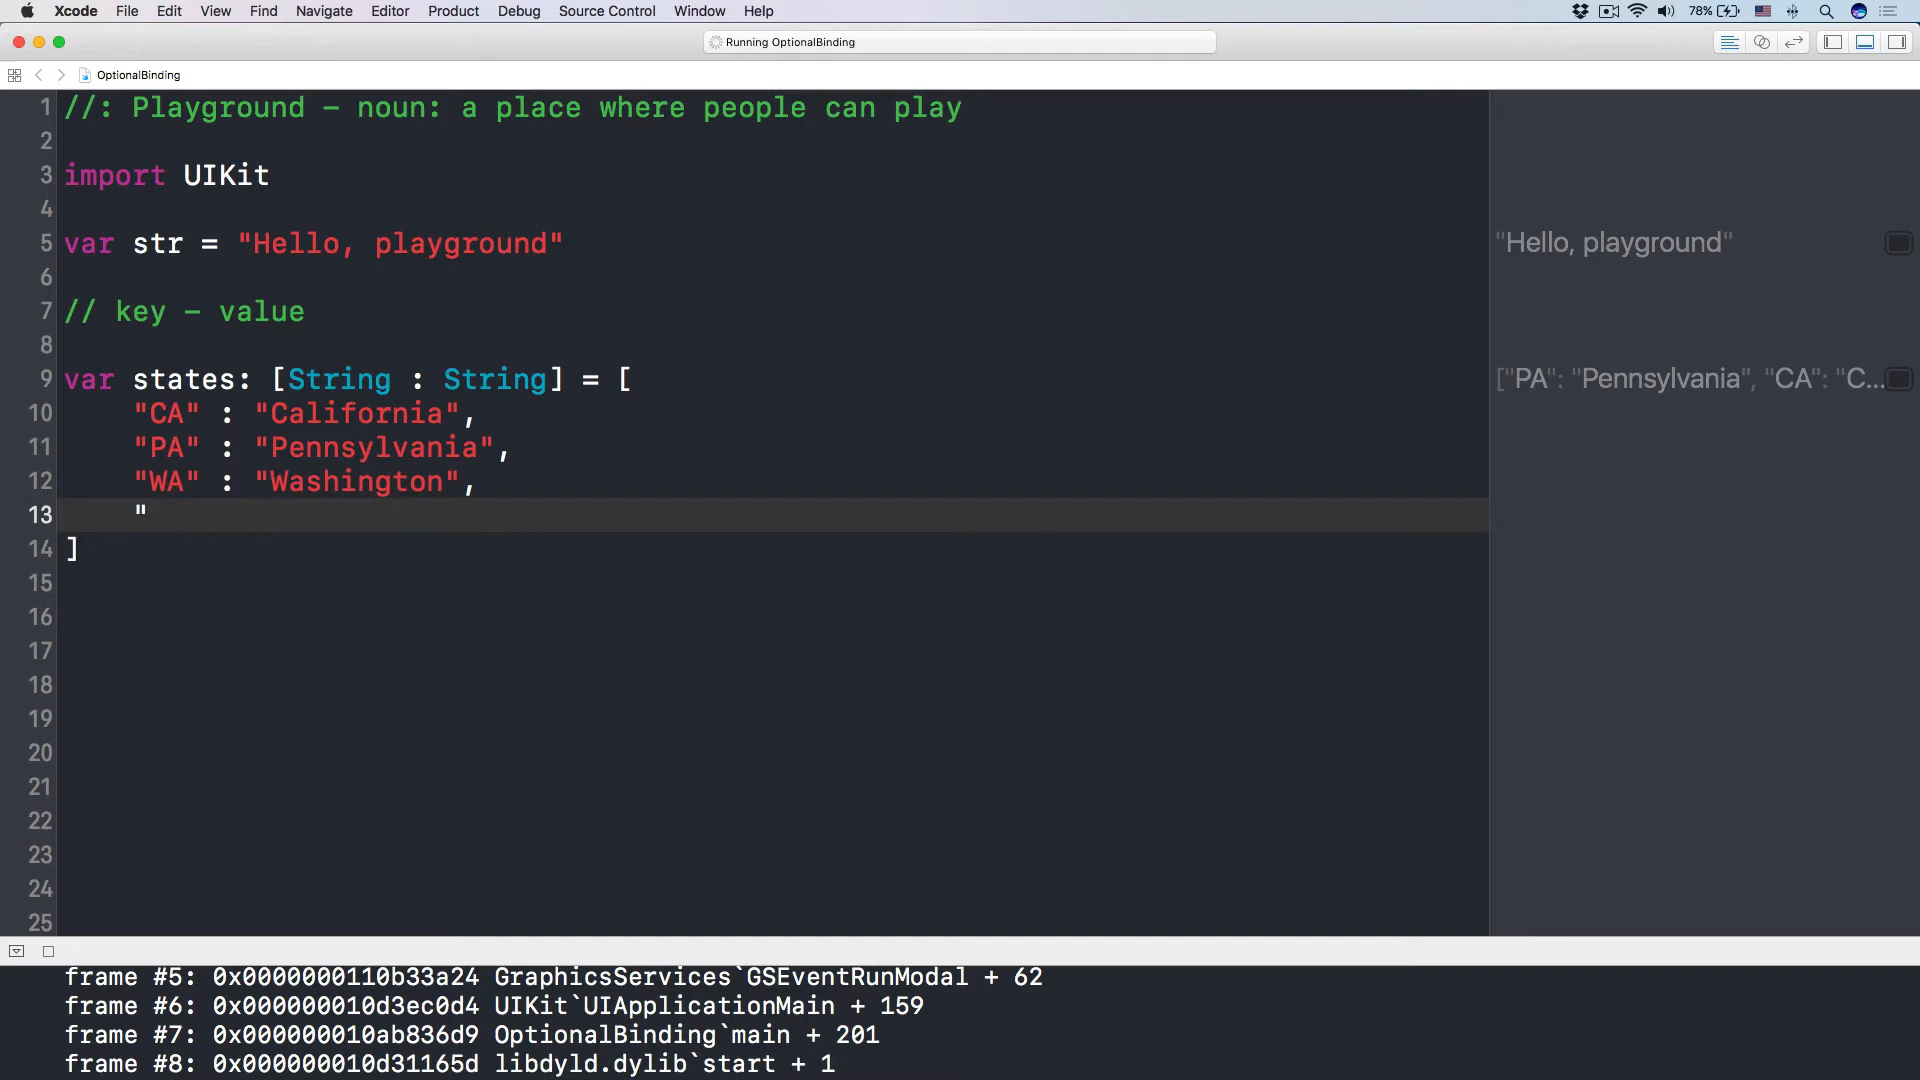 Xcode File Edit View Find Navigate Editor Product Debug Source Control Window Help 78%
Running OptionalBinding
OptionalBinding
1 //: Playground - noun: a place where people can play
2
3 import UIKit
4
5 var str = "Hello, playground" "Hello, playground"
6
7 // key - value
8
9 var states: [String : String] = [ ["PA": "Pennsylvania", "CA": "C...
10 "CA" : "California",
11 "PA" : "Pennsylvania",
12 "WA" : "Washington",
13 "
14 ]
15
16
17
18
19
20
21
22
23
24
25
frame #5: 0x0000000110b33a24 GraphicsServices`GSEventRunModal + 62
frame #6: 0x000000010d3ec0d4 UIKit`UIApplicationMain + 159
frame #7: 0x000000010ab836d9 OptionalBinding`main + 201
frame #8: 0x000000010d31165d libdyld.dylib`start + 1